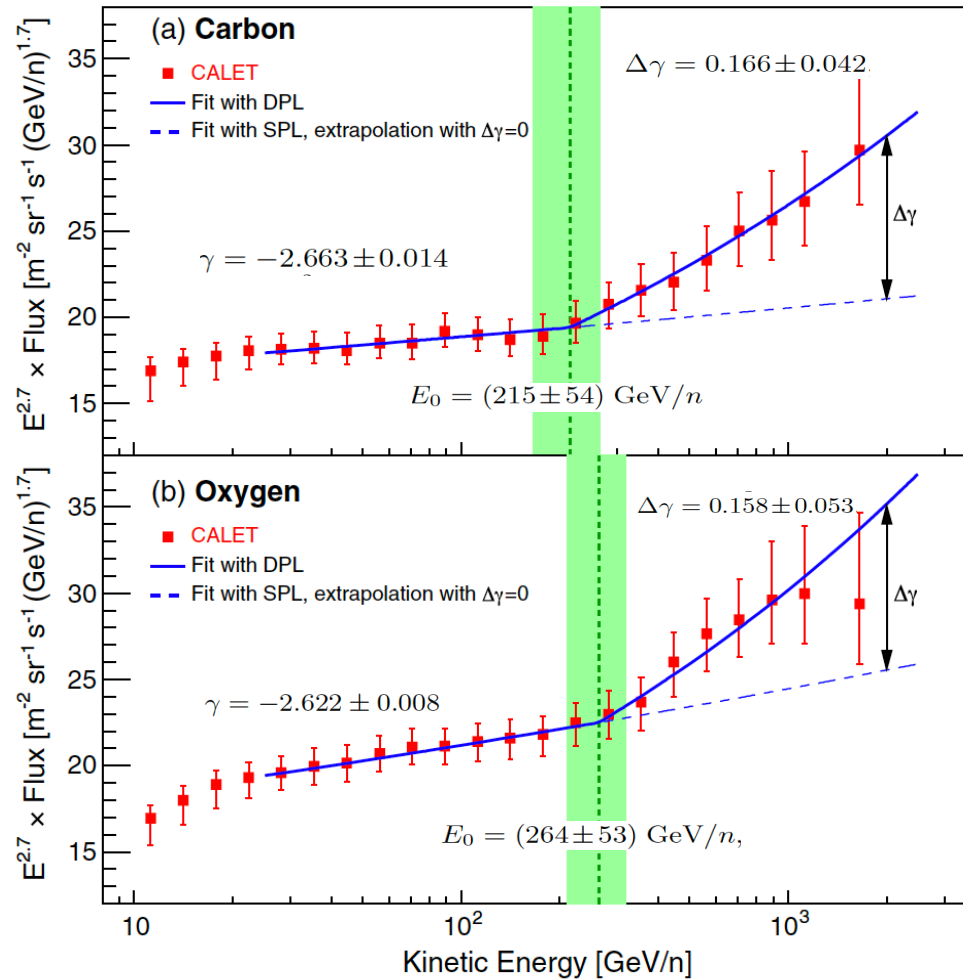 (a) Carbon
CALET
Fit with DPL
Fit with SPL, extrapolation with Δγ=0
Δγ = 0.166±0.042
γ = −2.663±0.014
Δγ
E₀ = (215±54) GeV/n
35
30
25
20
15
E²·⁷ × Flux [m⁻² sr⁻¹ s⁻¹ (GeV/n)¹·⁷]
(b) Oxygen
CALET
Fit with DPL
Fit with SPL, extrapolation with Δγ=0
Δγ = 0.158±0.053
γ = −2.622±0.008
Δγ
E₀ = (264±53) GeV/n,
35
30
25
20
15
E²·⁷ × Flux [m⁻² sr⁻¹ s⁻¹ (GeV/n)¹·⁷]
10 10² 10³
Kinetic Energy [GeV/n]